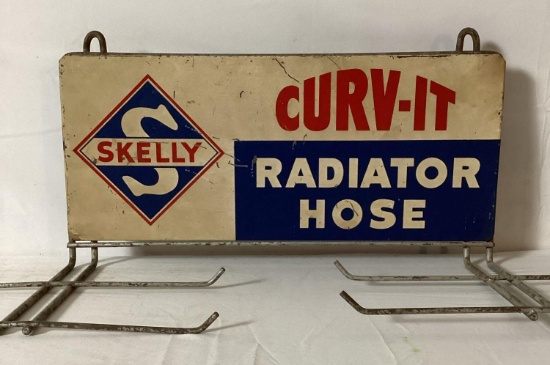 S
SKELLY
CURV-IT
RADIATOR
HOSE